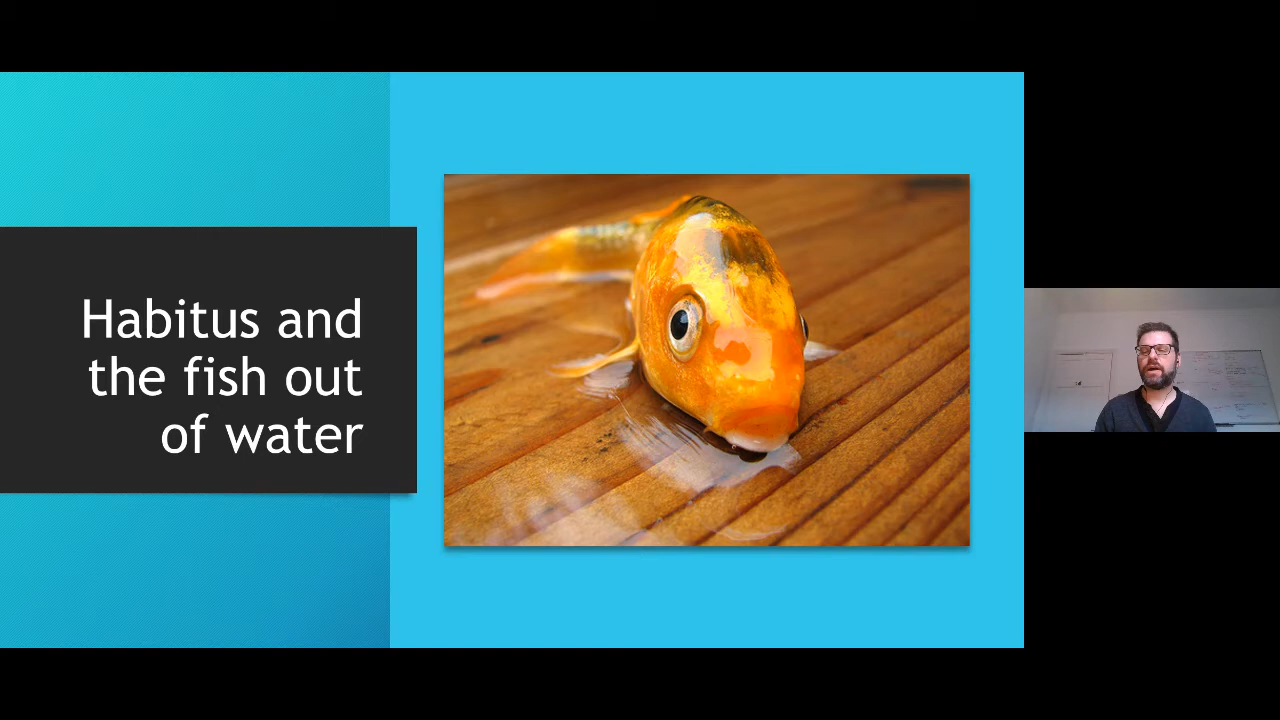 Habitus and
the fish out
of water